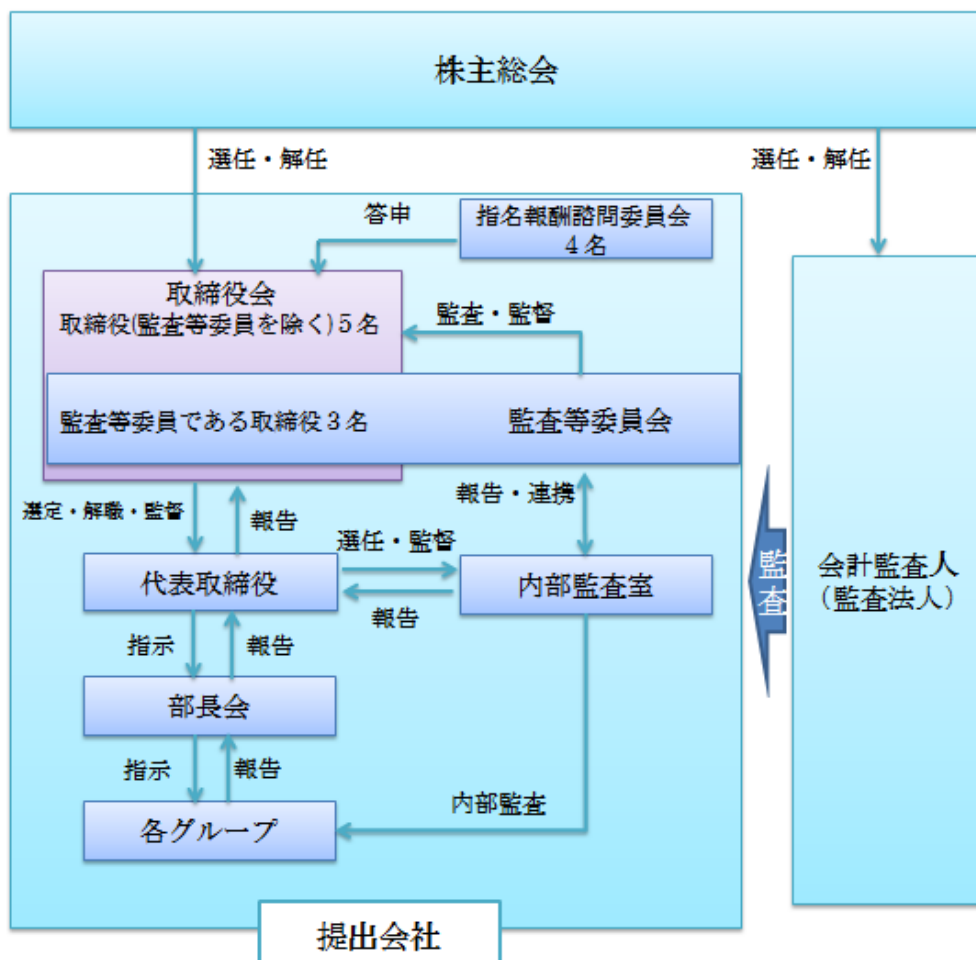 株主総会
選任・解任
選任・解任
答申
指名報酬諮問委員会
4名
取締役会
取締役(監査等委員を除く)5名
監査・監督
監査等委員である取締役3名
監査等委員会
選定・解職・監督
報告
報告・連携
選任・監督
代表取締役
内部監査室
報告
監査
会計監査人
(監査法人)
指示
報告
部長会
指示
報告
内部監査
各グループ
提出会社